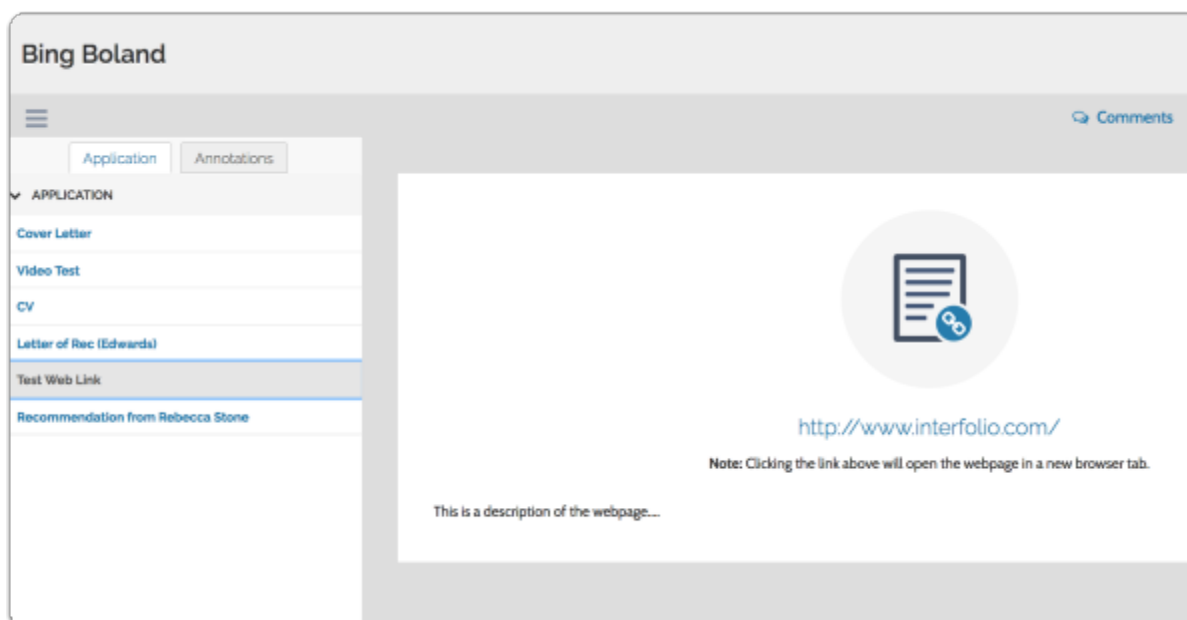 Bing Boland
Comments
Application Annotations
APPLICATION
Cover Letter
Video Test
CV
Letter of Rec (Edwards)
Test Web Link
Recommendation from Rebecca Stone
http://www.interfolio.com/
Note: Clicking the link above will open the webpage in a new browser tab.
This is a description of the webpage....